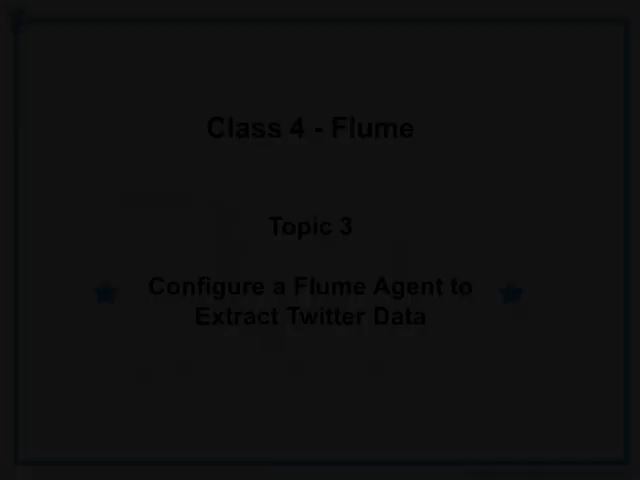 Class 4 - Flume
Topic 3
Configure a Flume Agent to
Extract Twitter Data